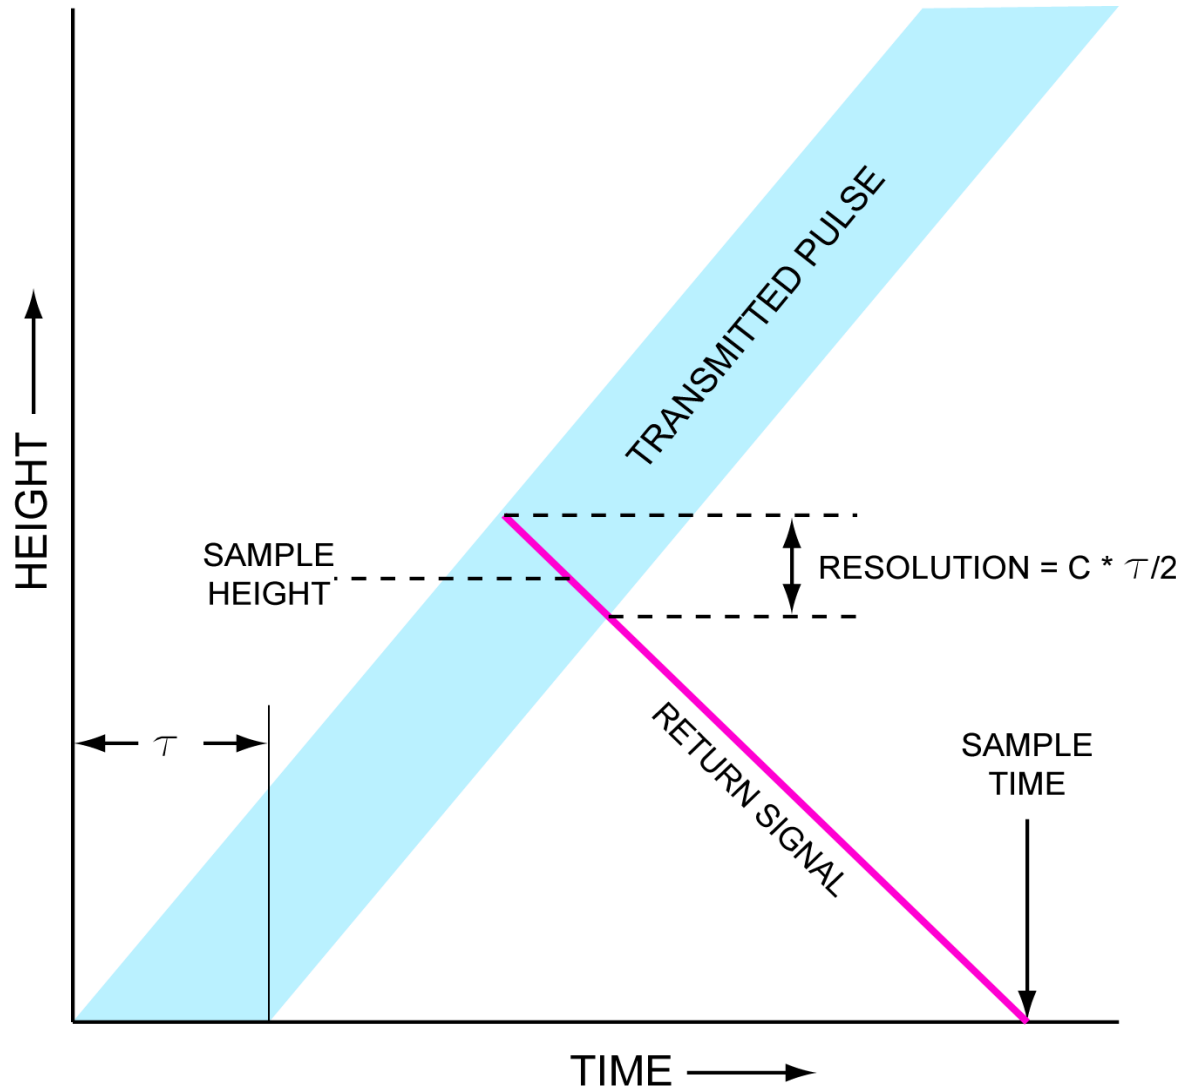 TRANSMITTED PULSE
HEIGHT
SAMPLE
HEIGHT
RESOLUTION = C * τ/2
RETURN SIGNAL
τ
SAMPLE
TIME
TIME